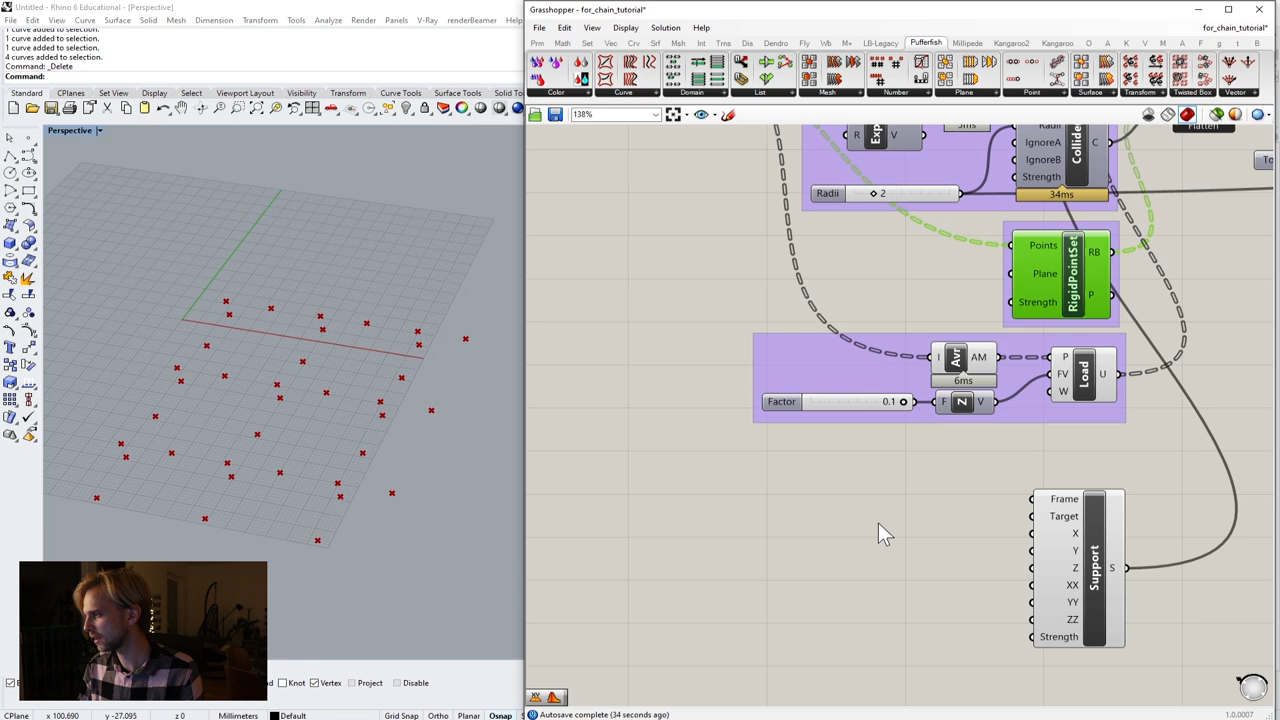 Untitled - Rhino 6 Educational - [Perspective]
File Edit View Curve Surface Solid Mesh Dimension Transform Tools Analyze Render Panels V-Ray renderBeamer Help
1 curve added to selection.
1 curve added to selection.
4 curves added to selection.
Command: _Delete
Command:
Standard CPlanes Set View Display Select Viewport Layout Visibility Transform Curve Tools Surface Tools Solid To
Perspective
Knot Vertex Project Disable
CPlane x 100.690 y -27.095 z 0 Millimeters Default Grid Snap Ortho Planar Osnap
Grasshopper - for_chain_tutorial*
File Edit View Display Solution Help for_chain_tutorial*
Prm Math Set Vec Crv Srf Msh Int Trns Dis Dendro Fly Wb M+ LB-Legacy Pufferfish Millipede Kangaroo2 Kangaroo O A K V T U M A F W L H E B
Color Curve Domain List Mesh Number Plane Point Surface Transform Twisted Box Vector
138%
Flatten
R Exp V
IgnoreA
IgnoreB
Strength
Collider
C
Radii 2
34ms
Points
Plane
Strength
RigidPointSet
RB
P
I Avr AM
6ms
Factor 0.1
F Z V
P
FV
W
Load
U
Frame
Target
X
Y
Z
XX
YY
ZZ
Strength
Support
S
Autosave complete (34 seconds ago)
1.0.0007